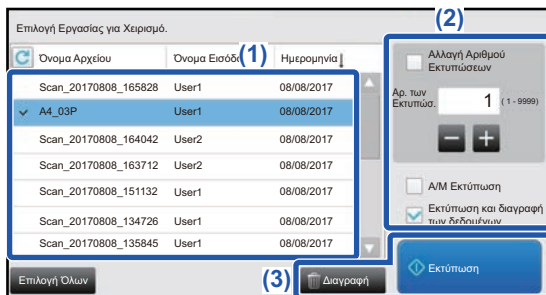 Επιλογή Εργασίας για Χειρισμό.
(2)
Όνομα Αρχείου Όνομα Εισόδ (1) Ημερομηνία
Scan_20170808_165828 User1 08/08/2017
A4_03P User1 08/08/2017
Scan_20170808_164042 User2 08/08/2017
Scan_20170808_163712 User2 08/08/2017
Scan_20170808_151132 User1 08/08/2017
Scan_20170808_134726 User1 08/08/2017
Scan_20170808_135845 User1 08/08/2017
Αλλαγή Αριθμού
Εκτυπώσεων
Αρ. των
Εκτυπώσ.
1 (1 - 9999)
Α/Μ Εκτύπωση
Εκτύπωση και διαγραφή
των δεδομένων
Επιλογή Όλων
(3) Διαγραφή
Εκτύπωση